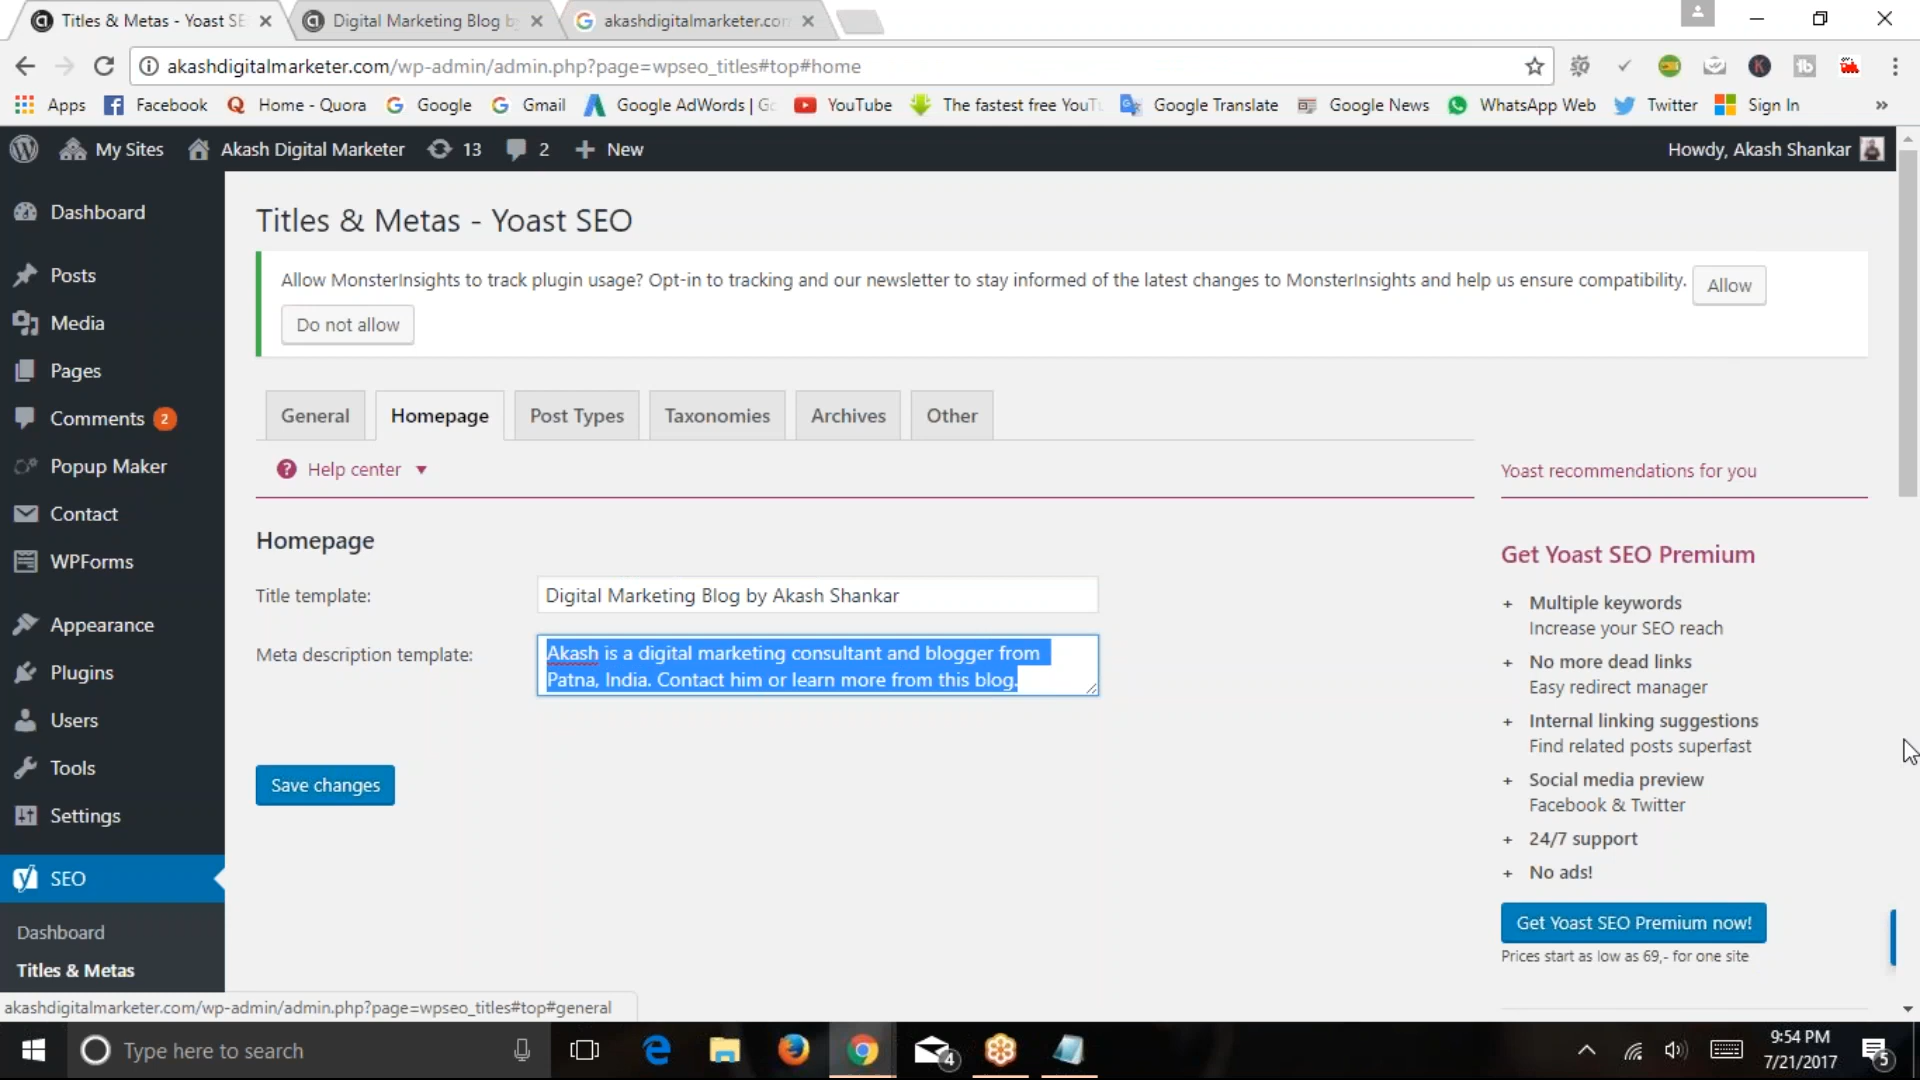 Titles & Metas - Yoast SE
Digital Marketing Blog b
akashdigitalmarketer.com
akashdigitalmarketer.com/wp-admin/admin.php?page=wpseo_titles#top#home
Apps
Facebook
Home - Quora
Google
Gmail
Google AdWords | Go
YouTube
The fastest free YouT
Google Translate
Google News
WhatsApp Web
Twitter
Sign In
»
My Sites
Akash Digital Marketer
13
2
New
Howdy, Akash Shankar
Dashboard
Posts
Media
Pages
Comments 2
Popup Maker
Contact
WPForms
Appearance
Plugins
Users
Tools
Settings
SEO
Dashboard
Titles & Metas
Titles & Metas - Yoast SEO
Allow MonsterInsights to track plugin usage? Opt-in to tracking and our newsletter to stay informed of the latest changes to MonsterInsights and help us ensure compatibility.
Allow
Do not allow
General
Homepage
Post Types
Taxonomies
Archives
Other
Help center
Homepage
Title template:
Digital Marketing Blog by Akash Shankar
Meta description template:
Akash is a digital marketing consultant and blogger from
Patna, India. Contact him or learn more from this blog.
Save changes
Yoast recommendations for you
Get Yoast SEO Premium
+ Multiple keywords
Increase your SEO reach
+ No more dead links
Easy redirect manager
+ Internal linking suggestions
Find related posts superfast
+ Social media preview
Facebook & Twitter
+ 24/7 support
+ No ads!
Get Yoast SEO Premium now!
Prices start as low as 69,- for one site
akashdigitalmarketer.com/wp-admin/admin.php?page=wpseo_titles#top#general
Type here to search
4
9:54 PM
7/21/2017
5